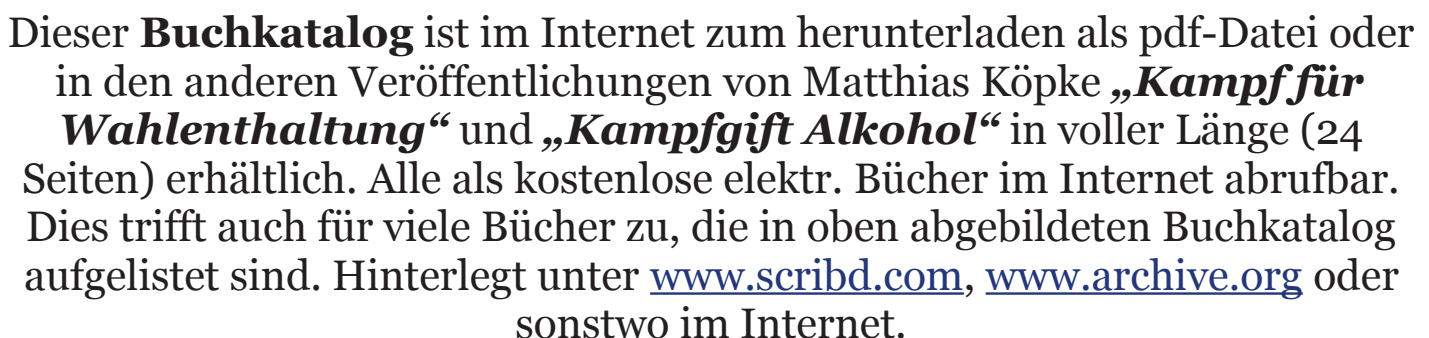 Dieser Buchkatalog ist im Internet zum herunterladen als pdf-Datei oder
in den anderen Veröffentlichungen von Matthias Köpke „Kampf für
Wahlenthaltung“ und „Kampfgift Alkohol“ in voller Länge (24
Seiten) erhältlich. Alle als kostenlose elektr. Bücher im Internet abrufbar.
Dies trifft auch für viele Bücher zu, die in oben abgebildeten Buchkatalog
aufgelistet sind. Hinterlegt unter www.scribd.com, www.archive.org oder
sonstwo im Internet.